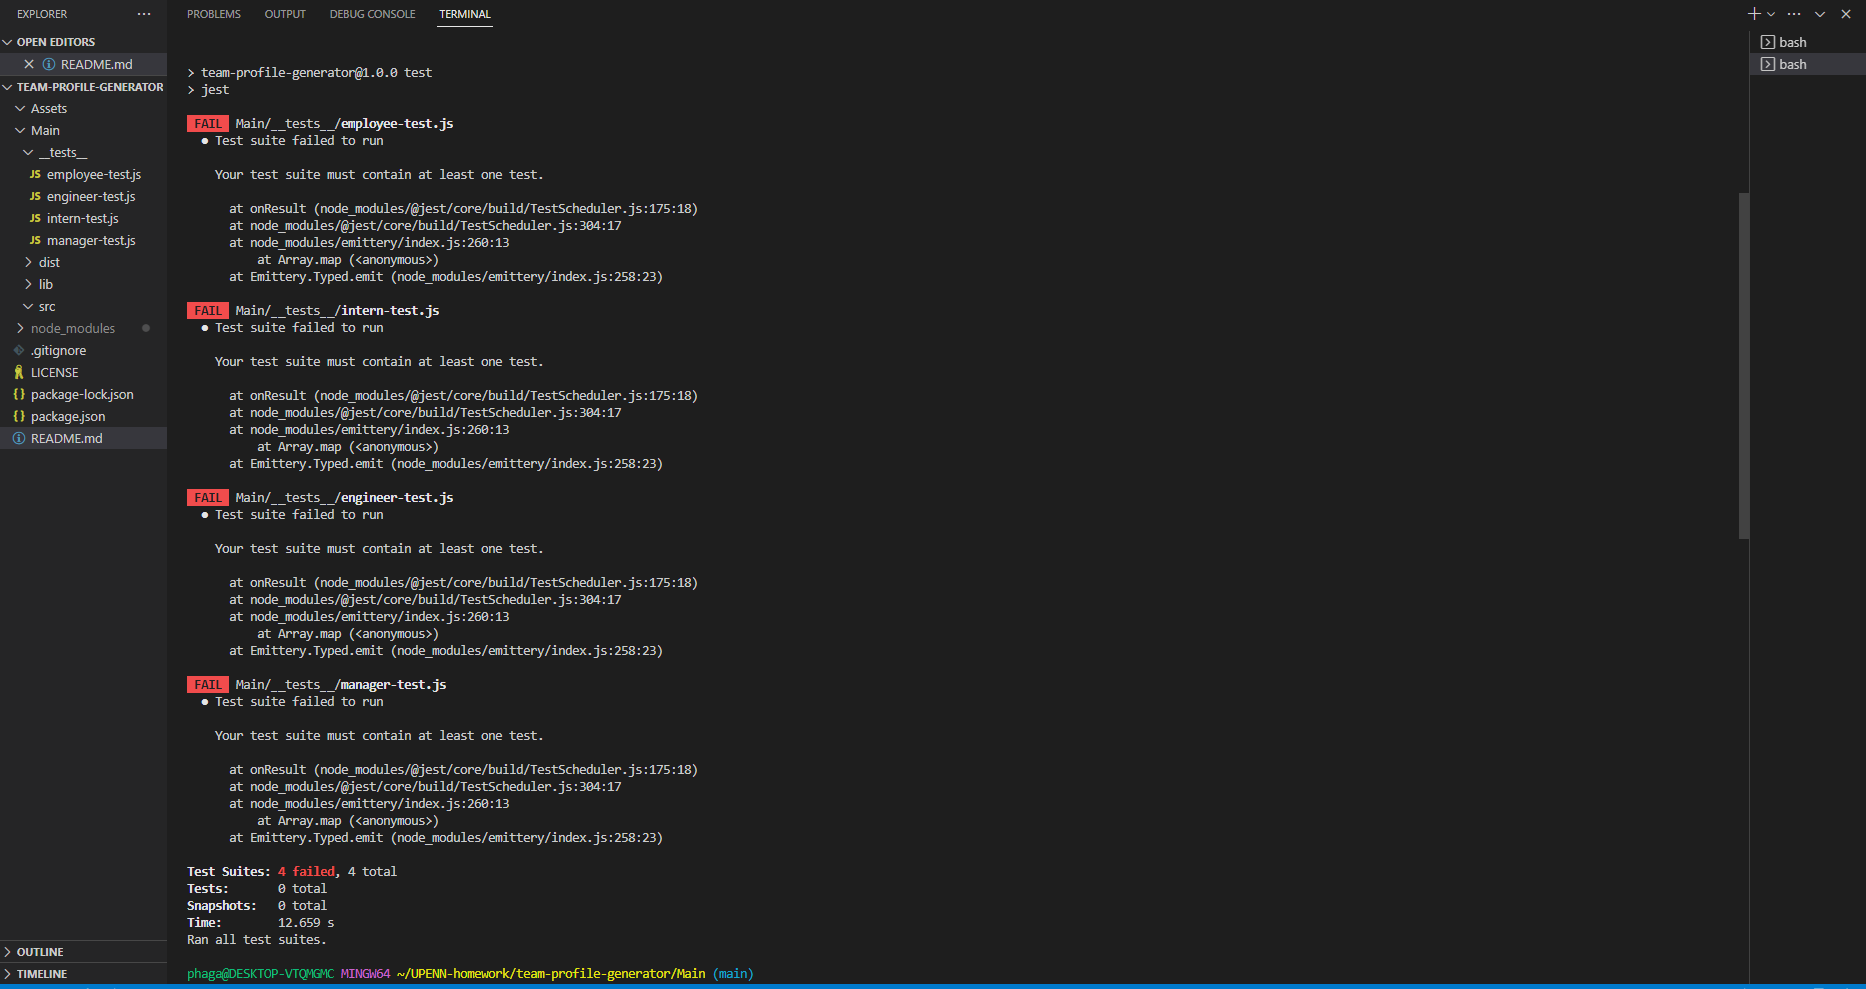 EXPLORER
OPEN EDITORS
README.md
TEAM-PROFILE-GENERATOR
Assets
Main
__tests__
JS employee-test.js
JS engineer-test.js
JS intern-test.js
JS manager-test.js
dist
lib
src
node_modules
.gitignore
LICENSE
{} package-lock.json
{} package.json
README.md
OUTLINE
TIMELINE
PROBLEMS OUTPUT DEBUG CONSOLE TERMINAL
> team-profile-generator@1.0.0 test
> jest
FAIL Main/__tests__/employee-test.js
● Test suite failed to run
Your test suite must contain at least one test.
at onResult (node_modules/@jest/core/build/TestScheduler.js:175:18)
at node_modules/@jest/core/build/TestScheduler.js:304:17
at node_modules/emittery/index.js:260:13
at Array.map (<anonymous>)
at Emittery.Typed.emit (node_modules/emittery/index.js:258:23)
FAIL Main/__tests__/intern-test.js
● Test suite failed to run
Your test suite must contain at least one test.
at onResult (node_modules/@jest/core/build/TestScheduler.js:175:18)
at node_modules/@jest/core/build/TestScheduler.js:304:17
at node_modules/emittery/index.js:260:13
at Array.map (<anonymous>)
at Emittery.Typed.emit (node_modules/emittery/index.js:258:23)
FAIL Main/__tests__/engineer-test.js
● Test suite failed to run
Your test suite must contain at least one test.
at onResult (node_modules/@jest/core/build/TestScheduler.js:175:18)
at node_modules/@jest/core/build/TestScheduler.js:304:17
at node_modules/emittery/index.js:260:13
at Array.map (<anonymous>)
at Emittery.Typed.emit (node_modules/emittery/index.js:258:23)
FAIL Main/__tests__/manager-test.js
● Test suite failed to run
Your test suite must contain at least one test.
at onResult (node_modules/@jest/core/build/TestScheduler.js:175:18)
at node_modules/@jest/core/build/TestScheduler.js:304:17
at node_modules/emittery/index.js:260:13
at Array.map (<anonymous>)
at Emittery.Typed.emit (node_modules/emittery/index.js:258:23)
Test Suites: 4 failed, 4 total
Tests: 0 total
Snapshots: 0 total
Time: 12.659 s
Ran all test suites.
phaga@DESKTOP-VTQMGMC MINGW64 ~/UPENN-homework/team-profile-generator/Main (main)
bash
bash